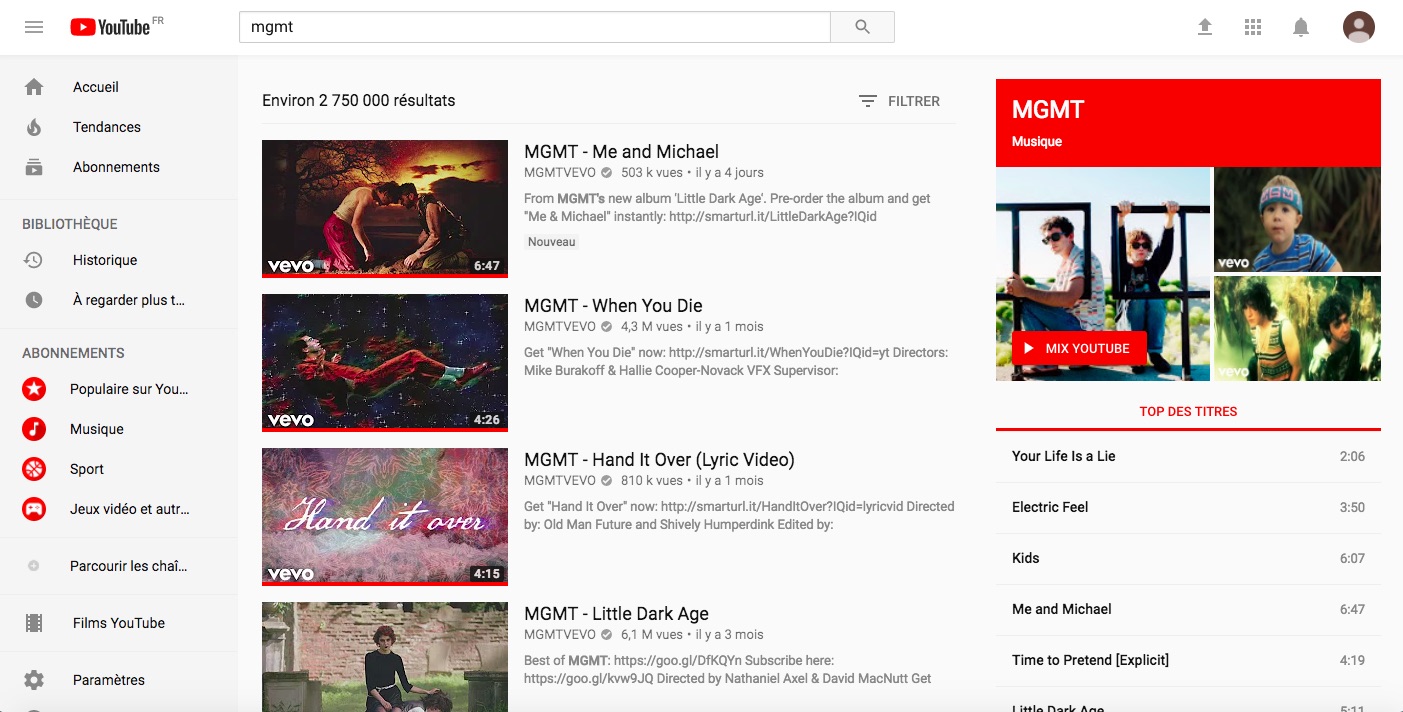 YouTube FR
mgmt
Accueil
Tendances
Abonnements
BIBLIOTHÈQUE
Historique
À regarder plus t...
ABONNEMENTS
Populaire sur You...
Musique
Sport
Jeux vidéo et autr...
Parcourir les chaî...
Films YouTube
Paramètres
Environ 2 750 000 résultats
FILTRER
vevo
6:47
MGMT - Me and Michael
MGMTVEVO 503 k vues • il y a 4 jours
From MGMT's new album 'Little Dark Age'. Pre-order the album and get
"Me & Michael" instantly: http://smarturl.it/LittleDarkAge?IQid
Nouveau
vevo
4:26
MGMT - When You Die
MGMTVEVO 4,3 M vues • il y a 1 mois
Get "When You Die" now: http://smarturl.it/WhenYouDie?IQid=yt Directors:
Mike Burakoff & Hallie Cooper-Novack VFX Supervisor:
Hand it over
vevo
4:15
MGMT - Hand It Over (Lyric Video)
MGMTVEVO 810 k vues • il y a 1 mois
Get "Hand It Over" now: http://smarturl.it/HandItOver?IQid=lyricvid Directed
by: Old Man Future and Shively Humperdink Edited by:
MGMT - Little Dark Age
MGMTVEVO 6,1 M vues • il y a 3 mois
Best of MGMT: https://goo.gl/DfKQYn Subscribe here:
https://goo.gl/kvw9JQ Directed by Nathaniel Axel & David MacNutt Get
MGMT
Musique
MGMT
vevo
vevo
MIX YOUTUBE
TOP DES TITRES
Your Life Is a Lie 2:06
Electric Feel 3:50
Kids 6:07
Me and Michael 6:47
Time to Pretend [Explicit] 4:19
Little Dark Age 5:11